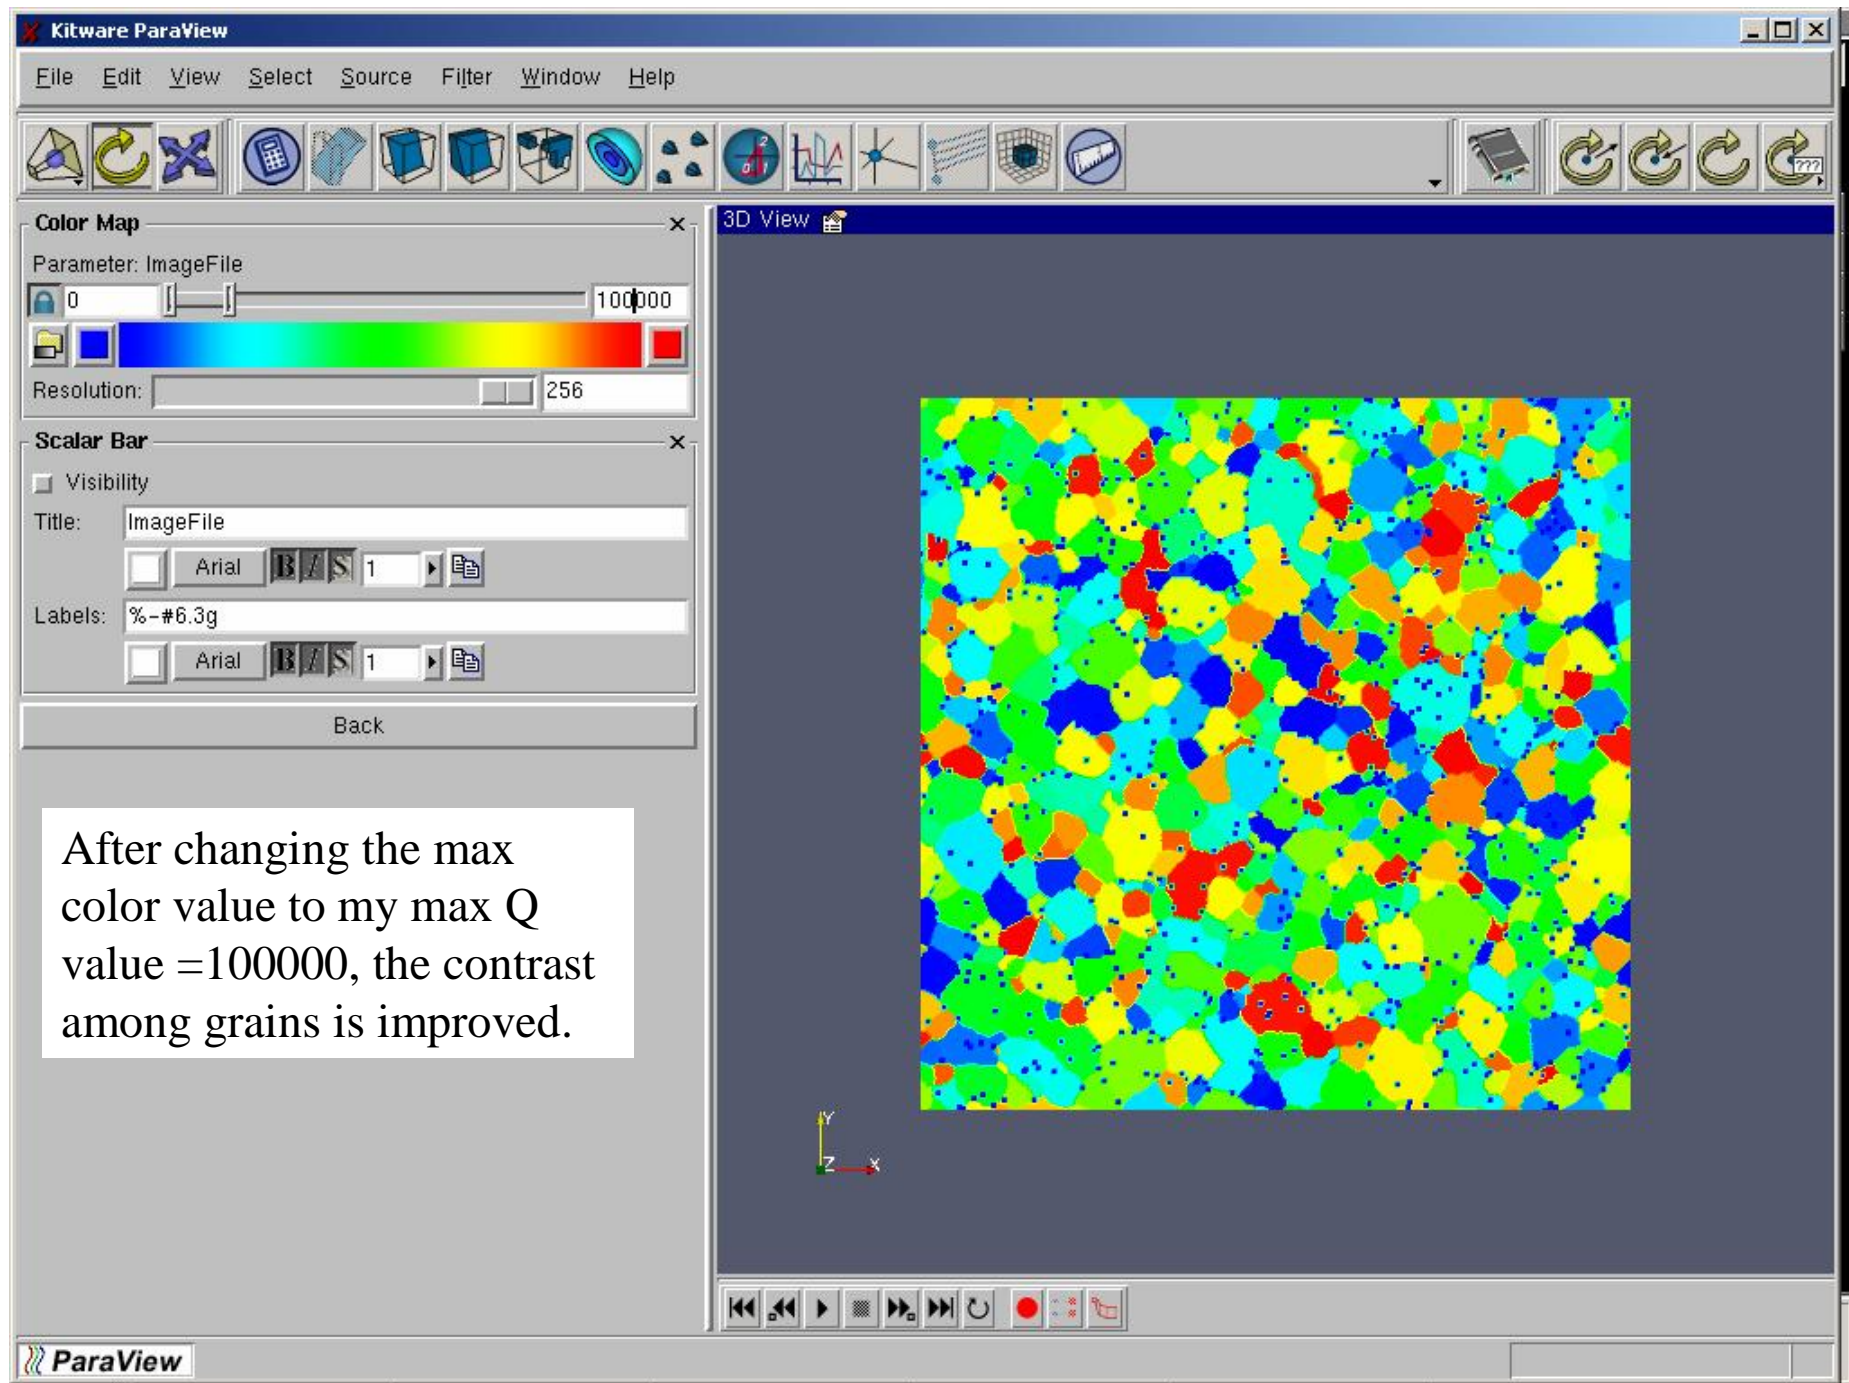 Kitware ParaView
File Edit View Select Source Filter Window Help
Color Map
Parameter: ImageFile
0 100000
Resolution: 256
Scalar Bar
Visibility
Title: ImageFile
Arial B I S 1
Labels: %-#6.3g
Arial B I S 1
Back
After changing the max
color value to my max Q
value =100000, the contrast
among grains is improved.
???
3D View
Y
Z X
ParaView